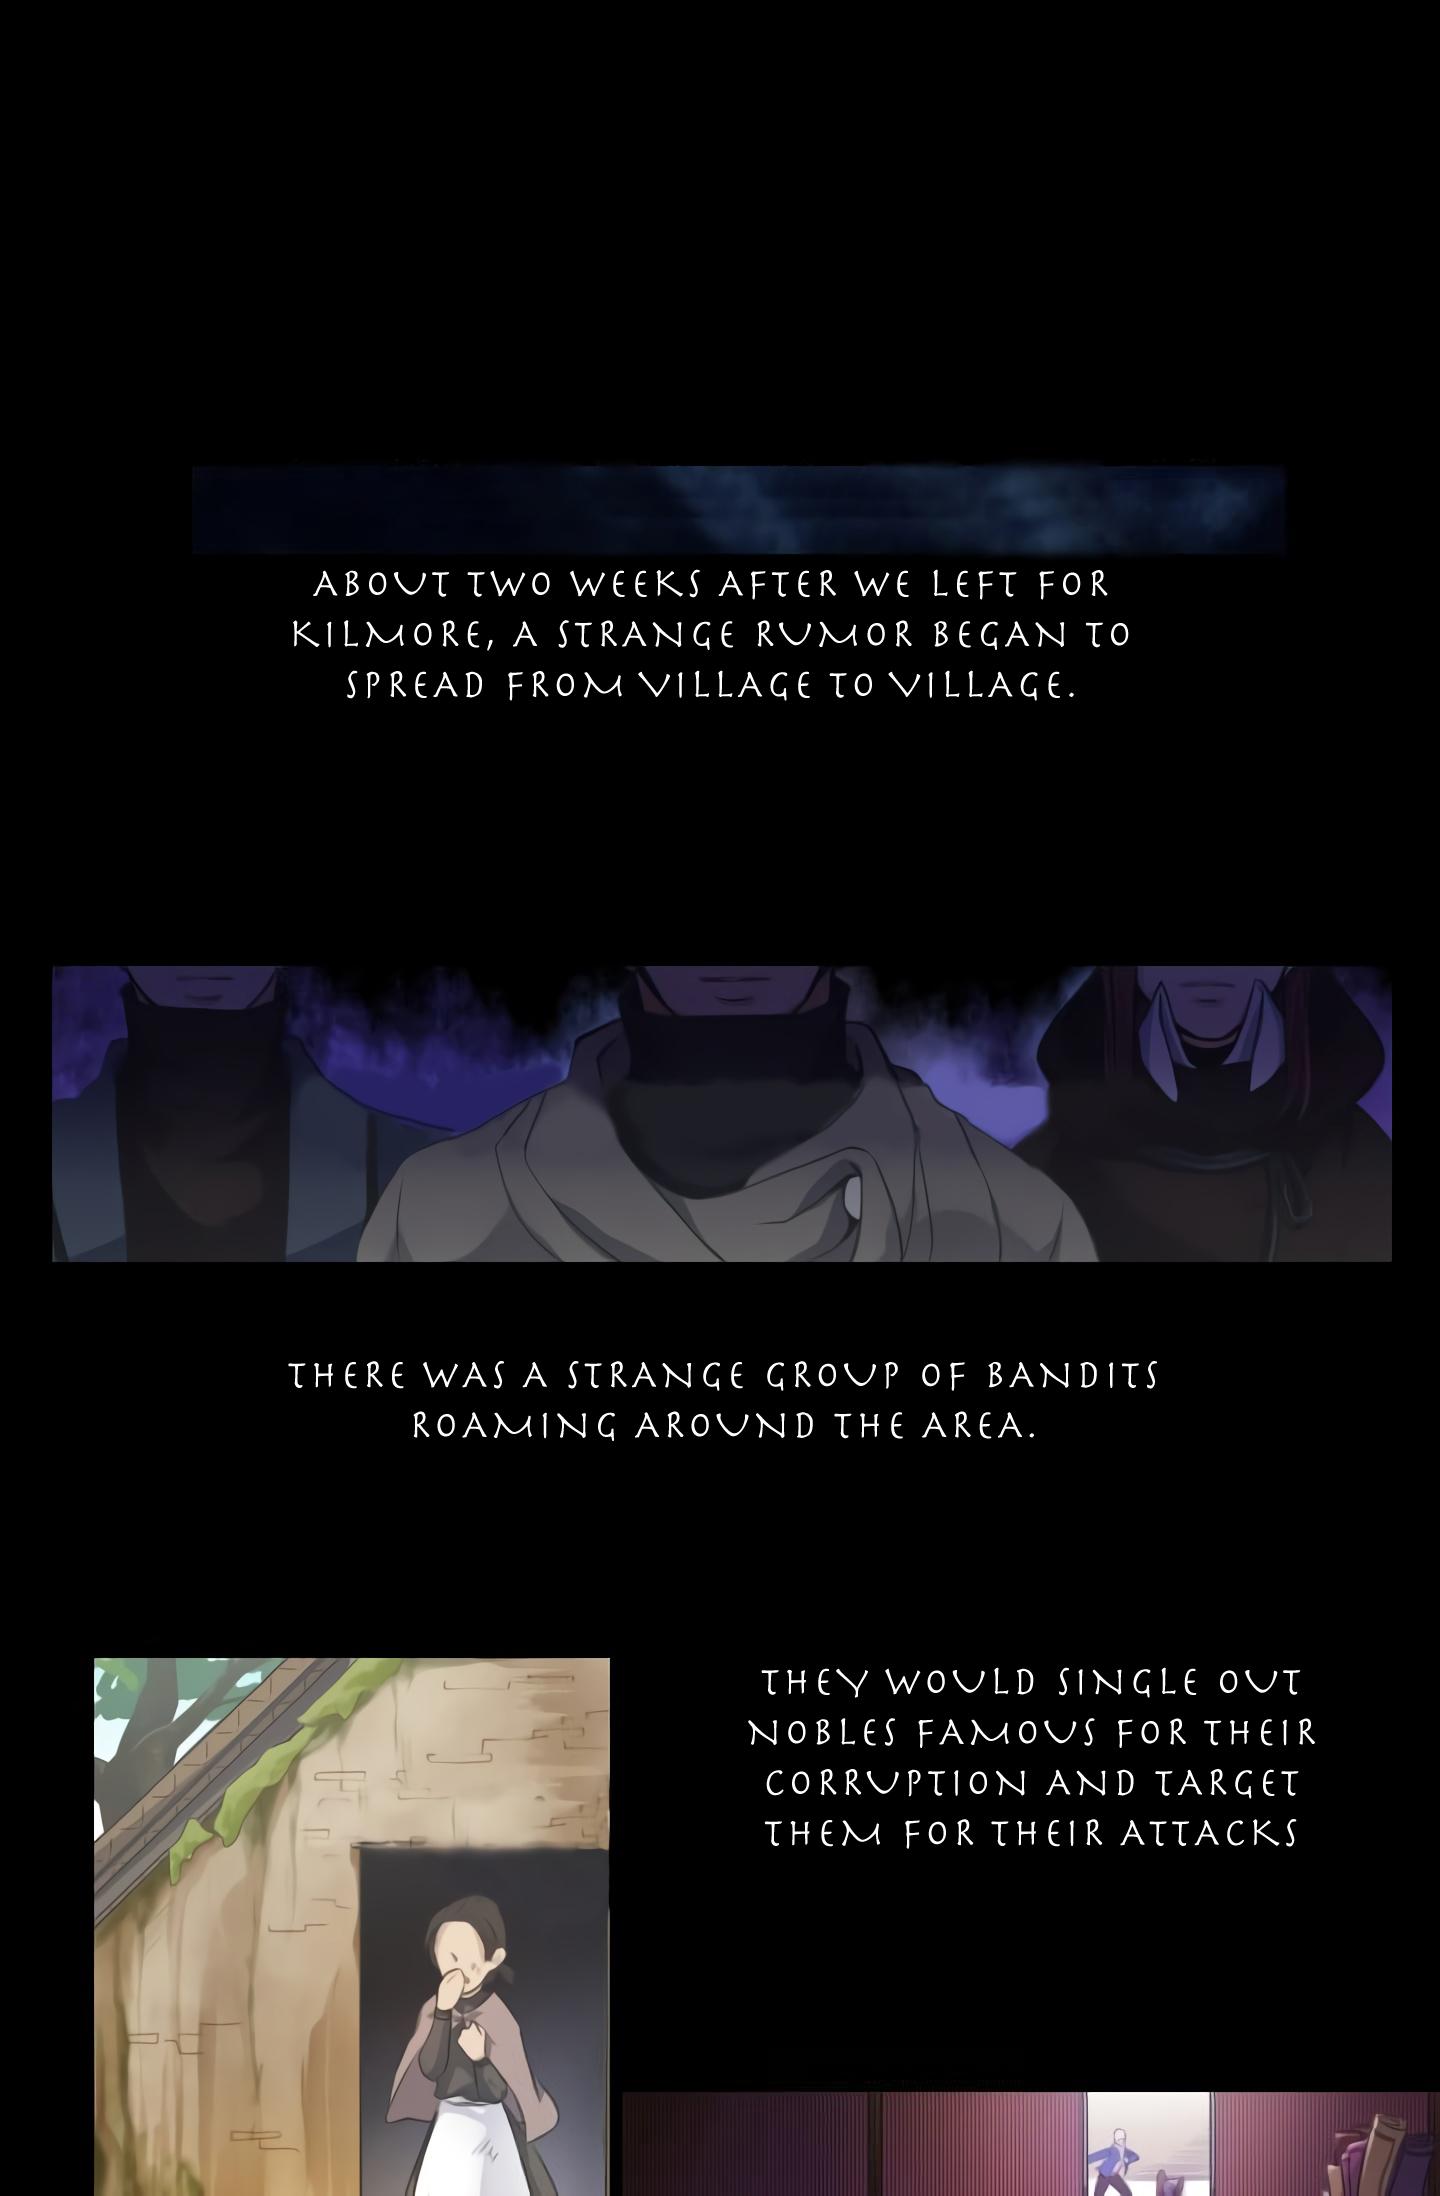 ABOUT TWO WEEKS AFTER WE LEFT FOR
KILMORE, A STRANGE RUMOR BEGAN TO
SPREAD FROM VILLAGE TO VILLAGE.
THERE WAS A STRANGE GROUP OF BANDITS
ROAMING AROUND THE AREA.
THEY WOULD SINGLE OUT
NOBLES FAMOUS FOR THEIR
CORRUPTION AND TARGET
THEM FOR THEIR ATTACKS